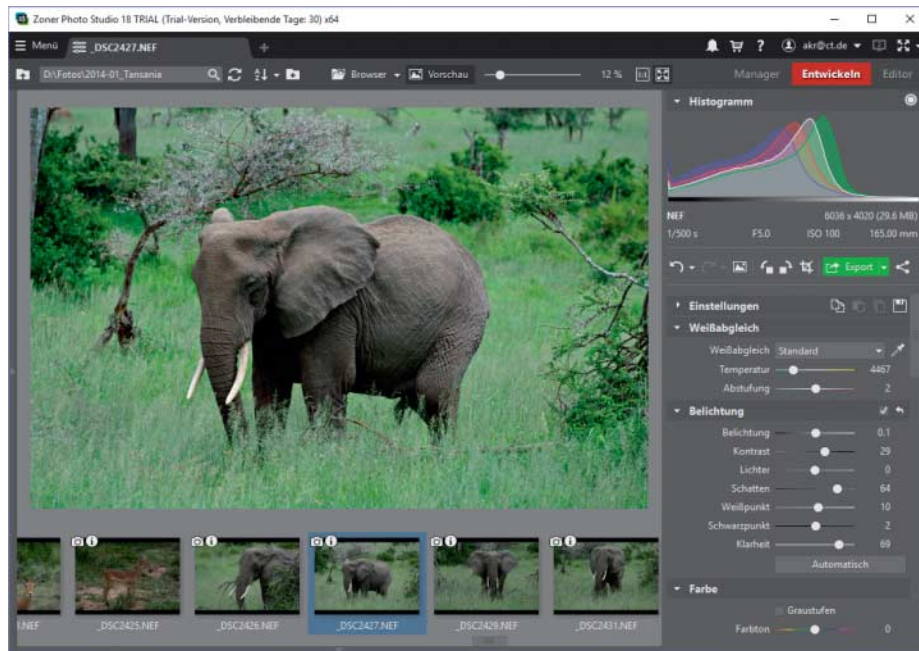 Zoner Photo Studio 18 TRIAL (Trial-Version, Verbleibende Tage: 30) x64
Menü _DSC2427.NEF + ? akr@ct.de
D:\Fotos\2014-01_Tansania Browser Vorschau 12 % 1:1 Manager Entwickeln Editor
Histogramm
NEF 6036 x 4020 (29.6 MB)
1/500 s F5.0 ISO 100 165.00 mm
Export
Einstellungen
Weißabgleich
Weißabgleich Standard
Temperatur 4467
Abstufung 2
Belichtung
Belichtung 0.1
Kontrast 29
Lichter 0
Schatten 64
Weißpunkt 10
Schwarzpunkt 2
Klarheit 69
Automatisch
Farbe
Graustufen
Farbton 0
.NEF _DSC2425.NEF _DSC2426.NEF _DSC2427.NEF _DSC2429.NEF _DSC2431.NEF